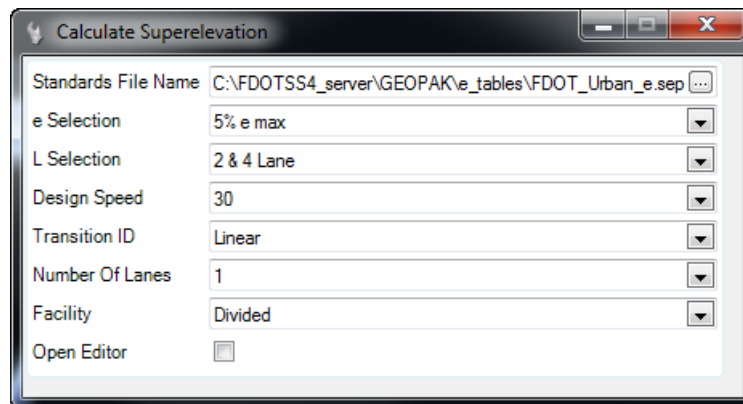 Calculate Superelevation
Standards File Name C:\FDOTSS4_server\GEOPAK\e_tables\FDOT_Urban_e.sep ...
e Selection 5% e max
L Selection 2 & 4 Lane
Design Speed 30
Transition ID Linear
Number Of Lanes 1
Facility Divided
Open Editor